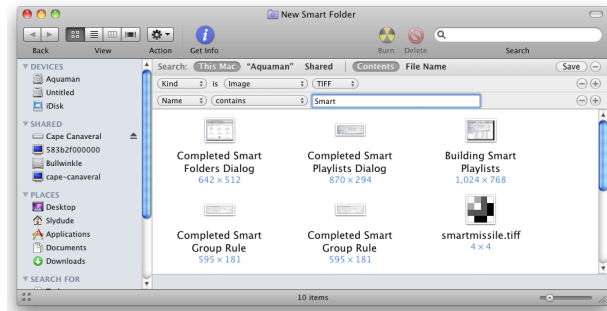 New Smart Folder
Back View Action Get Info Burn Delete Search
Search: This Mac "Aquaman" Shared Contents File Name Save
Kind is Image TIFF
Name contains Smart
DEVICES
Aquaman
Untitled
iDisk
SHARED
Cape Canaveral
583b2f000000
Bullwinkle
cape-canaveral
PLACES
Desktop
Slydude
Applications
Documents
Downloads
SEARCH FOR
Completed Smart
Folders Dialog
642 × 512
Completed Smart
Playlists Dialog
870 × 294
Building Smart
Playlists
1,024 × 768
Completed Smart
Group Rule
595 × 181
Completed Smart
Group Rule
595 × 181
smartmissile.tiff
4 × 4
10 items